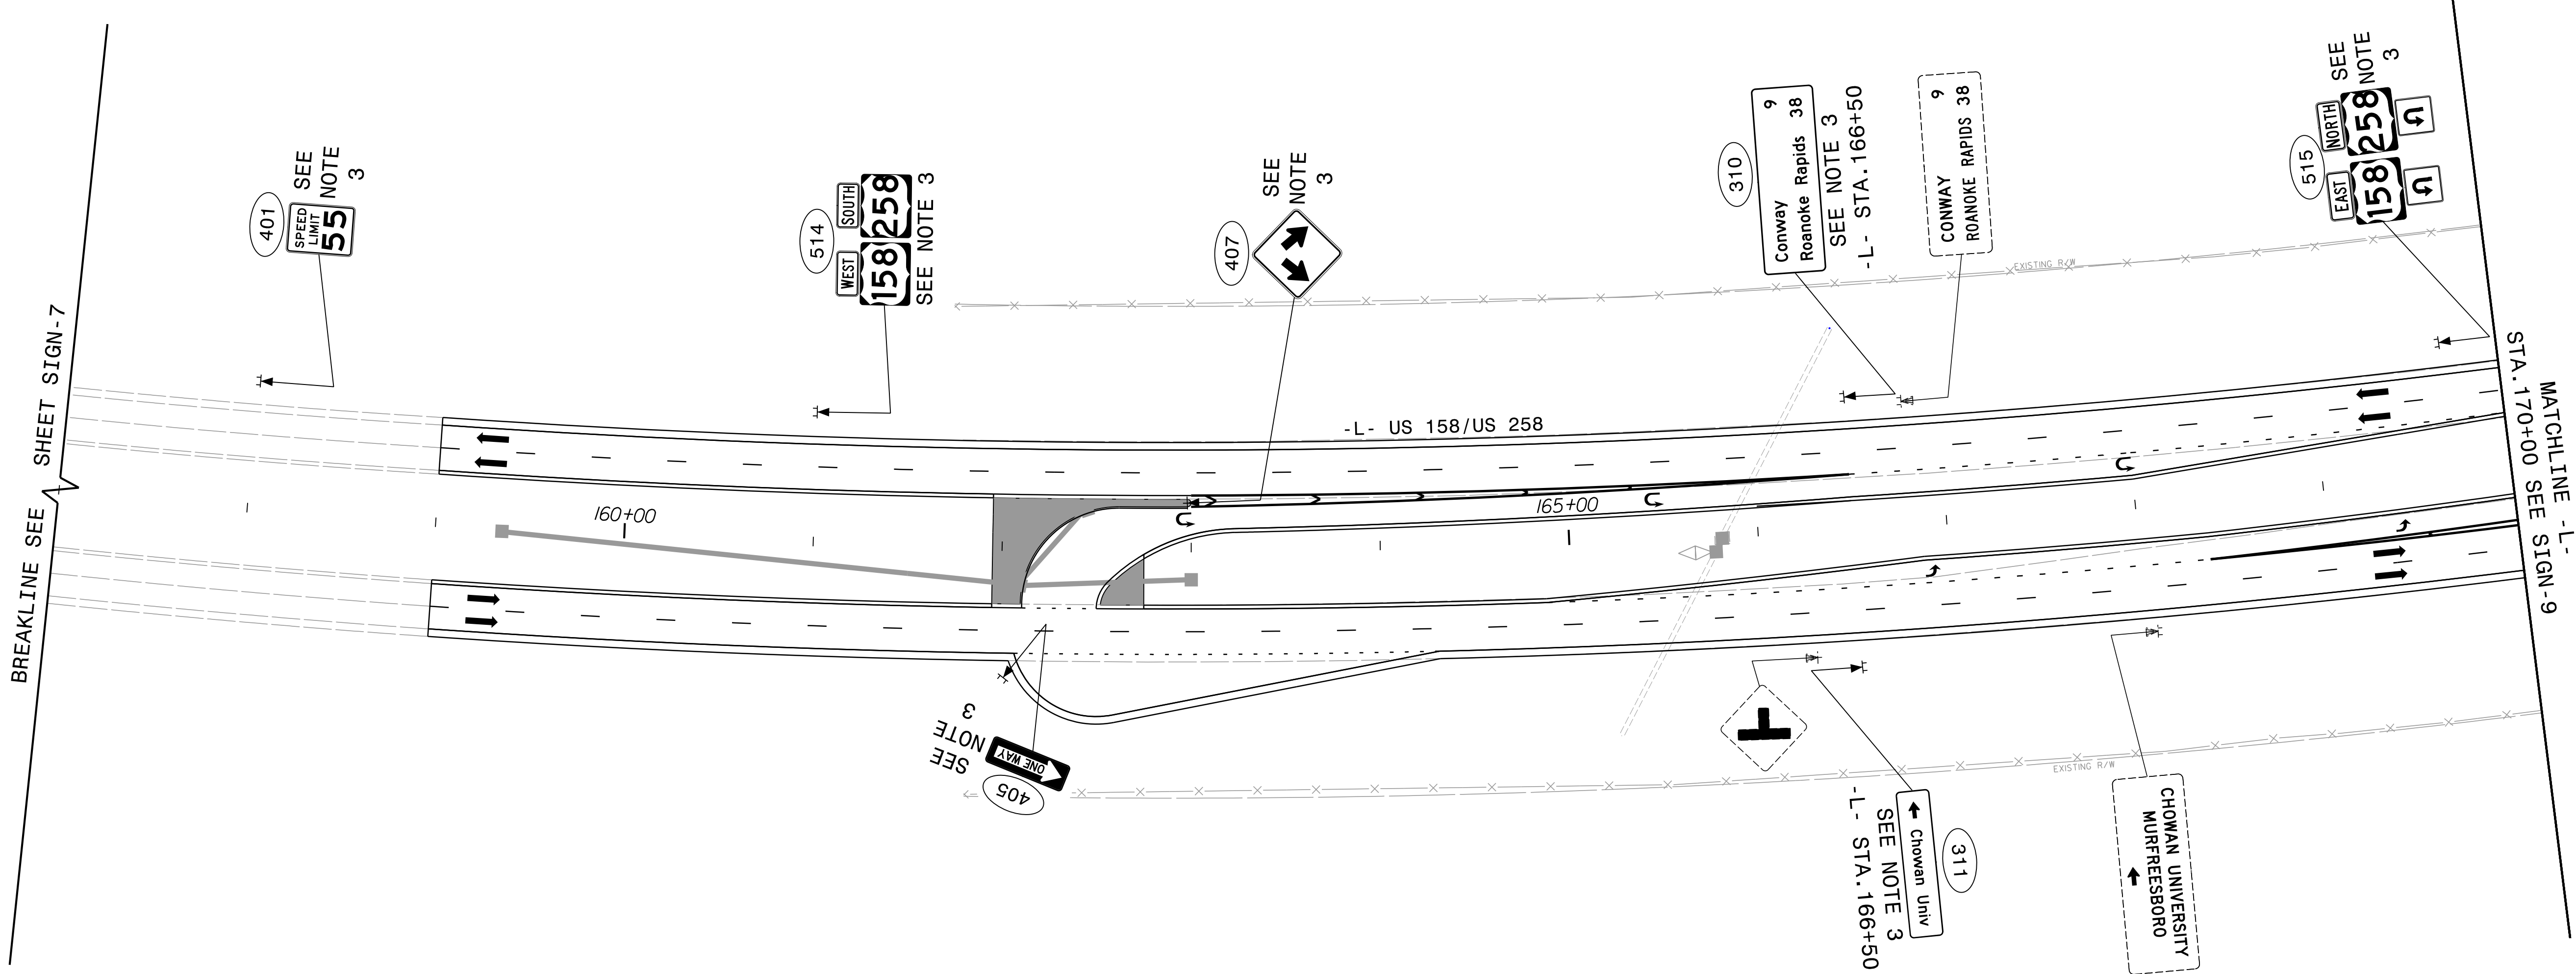 BREAKLINE SEE SHEET SIGN-7
401
SPEED
LIMIT
55
SEE
NOTE
3
514
WEST SOUTH
158 258
SEE NOTE 3
407
SEE
NOTE
3
310
Conway 9
Roanoke Rapids 38
SEE NOTE 3
-L- STA.166+50
CONWAY 9
ROANOKE RAPIDS 38
EXISTING R/W
515
EAST NORTH
158 258
SEE
NOTE
3
-L- US 158/US 258
160+00
165+00
MATCHLINE -L-
STA.170+00 SEE SIGN-9
405
ONE WAY
SEE
NOTE
3
EXISTING R/W
311
Chowan Univ
SEE NOTE 3
-L- STA.166+50
CHOWAN UNIVERSITY
MURFREESBORO